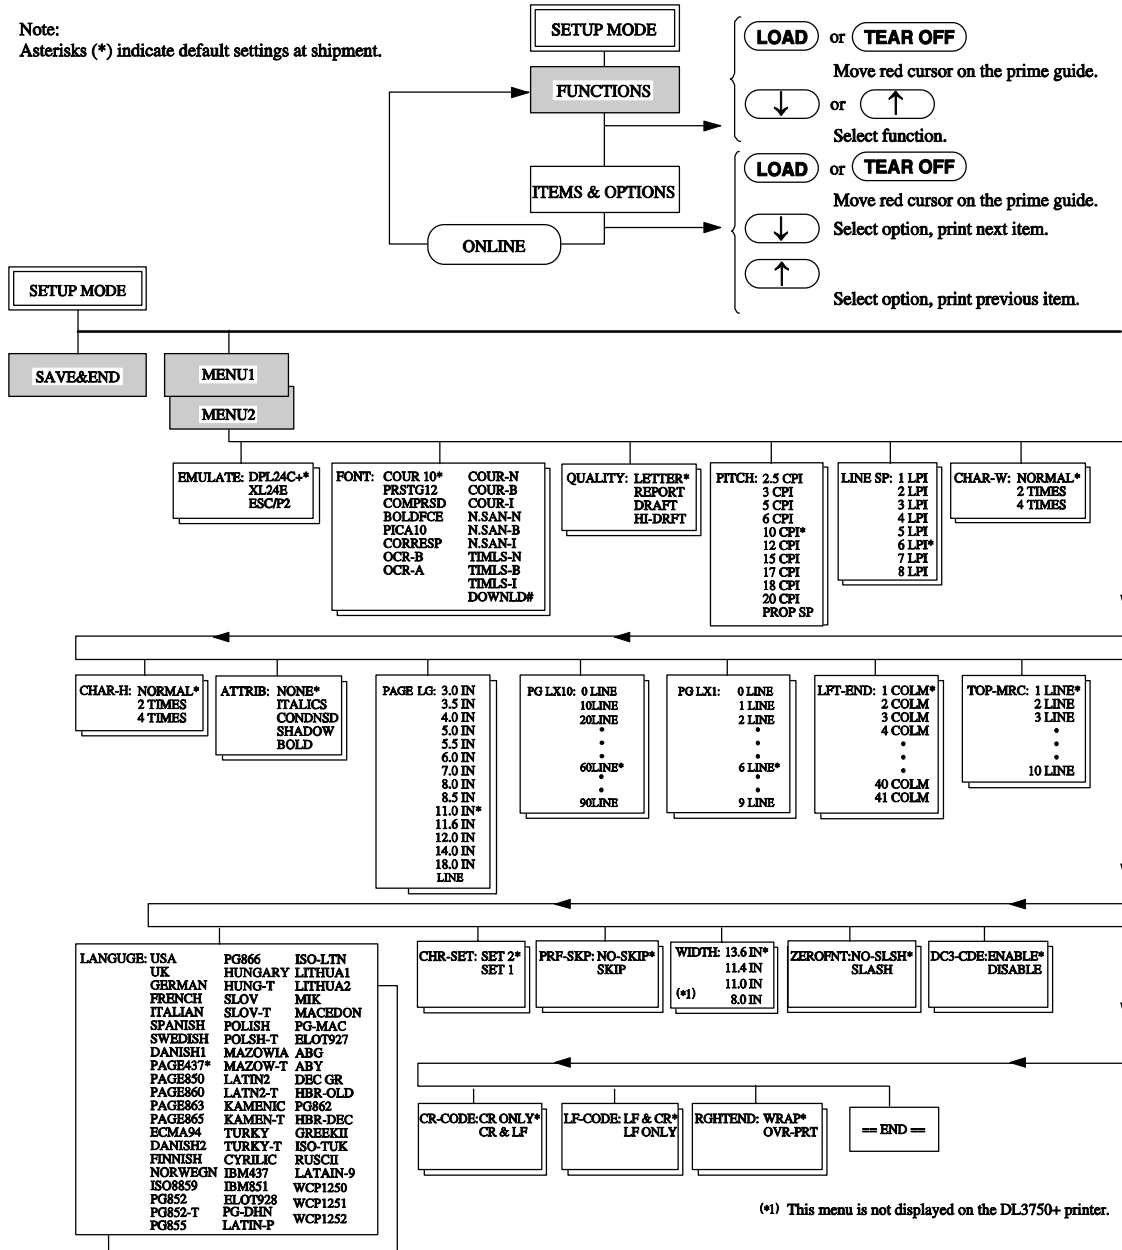 Note:
Asterisks (*) indicate default settings at shipment.
SETUP MODE
FUNCTIONS
ITEMS & OPTIONS
ONLINE
LOAD or TEAR OFF
Move red cursor on the prime guide.
↓ or ↑
Select function.
LOAD or TEAR OFF
Move red cursor on the prime guide.
↓ Select option, print next item.
↑
Select option, print previous item.
SETUP MODE
SAVE&END
MENU1
MENU2
EMULATE: DPL24C+*
XL24E
ESC/P2
FONT: COUR 10*
PRSTG12
COMPRSD
BOLDFCE
PICA10
CORRESP
OCR-B
OCR-A
COUR-N
COUR-B
COUR-I
N.SAN-N
N.SAN-B
N.SAN-I
TIMLS-N
TIMLS-B
TIMLS-I
DOWNLD#
QUALITY: LETTER*
REPORT
DRAFT
HI-DRFT
PITCH: 2.5 CPI
3 CPI
5 CPI
6 CPI
10 CPI*
12 CPI
15 CPI
17 CPI
18 CPI
20 CPI
PROP SP
LINE SP: 1 LPI
2 LPI
3 LPI
4 LPI
5 LPI
6 LPI*
7 LPI
8 LPI
CHAR-W: NORMAL*
2 TIMES
4 TIMES
CHAR-H: NORMAL*
2 TIMES
4 TIMES
ATTRIB: NONE*
ITALICS
CONDNSD
SHADOW
BOLD
PAGE LG: 3.0 IN
3.5 IN
4.0 IN
5.0 IN
5.5 IN
6.0 IN
7.0 IN
8.0 IN
8.5 IN
11.0 IN*
11.6 IN
12.0 IN
14.0 IN
18.0 IN
LINE
PG LX10: 0 LINE
10LINE
20LINE
•
•
•
60LINE*
•
•
90LINE
PG LX1: 0 LINE
1 LINE
2 LINE
•
•
•
6 LINE*
•
•
9 LINE
LFT-END: 1 COLM*
2 COLM
3 COLM
4 COLM
•
•
•
40 COLM
41 COLM
TOP-MRC: 1 LINE*
2 LINE
3 LINE
•
•
•
10 LINE
LANGUGE: USA
UK
GERMAN
FRENCH
ITALIAN
SPANISH
SWEDISH
DANISH1
PAGE437*
PAGE850
PAGE860
PAGE863
PAGE865
ECMA94
DANISH2
FINNISH
NORWEGN
ISO8859
PG852
PG852-T
PG855
PG866
HUNGARY
HUNG-T
SLOV
SLOV-T
POLISH
POLSH-T
MAZOWIA
MAZOW-T
LATIN2
LATN2-T
KAMENIC
KAMEN-T
TURKY
TURKY-T
CYRILIC
IBM437
IBM851
ELOT928
PG-DHN
LATIN-P
ISO-LTN
LITHUA1
LITHUA2
MIK
MACEDON
PG-MAC
ELOT927
ABG
ABY
DEC GR
HBR-OLD
PG862
HBR-DEC
GREEKII
ISO-TUK
RUSCII
LATAIN-9
WCP1250
WCP1251
WCP1252
CHR-SET: SET 2*
SET 1
PRF-SKP: NO-SKIP*
SKIP
WIDTH: 13.6 IN*
11.4 IN
11.0 IN
(*1) 8.0 IN
ZEROFNT:NO-SLSH*
SLASH
DC3-CDE:ENABLE*
DISABLE
CR-CODE:CR ONLY*
CR & LF
LF-CODE: LF & CR*
LF ONLY
RGHTEND: WRAP*
OVR-PRT
== END ==
(*1) This menu is not displayed on the DL3750+ printer.